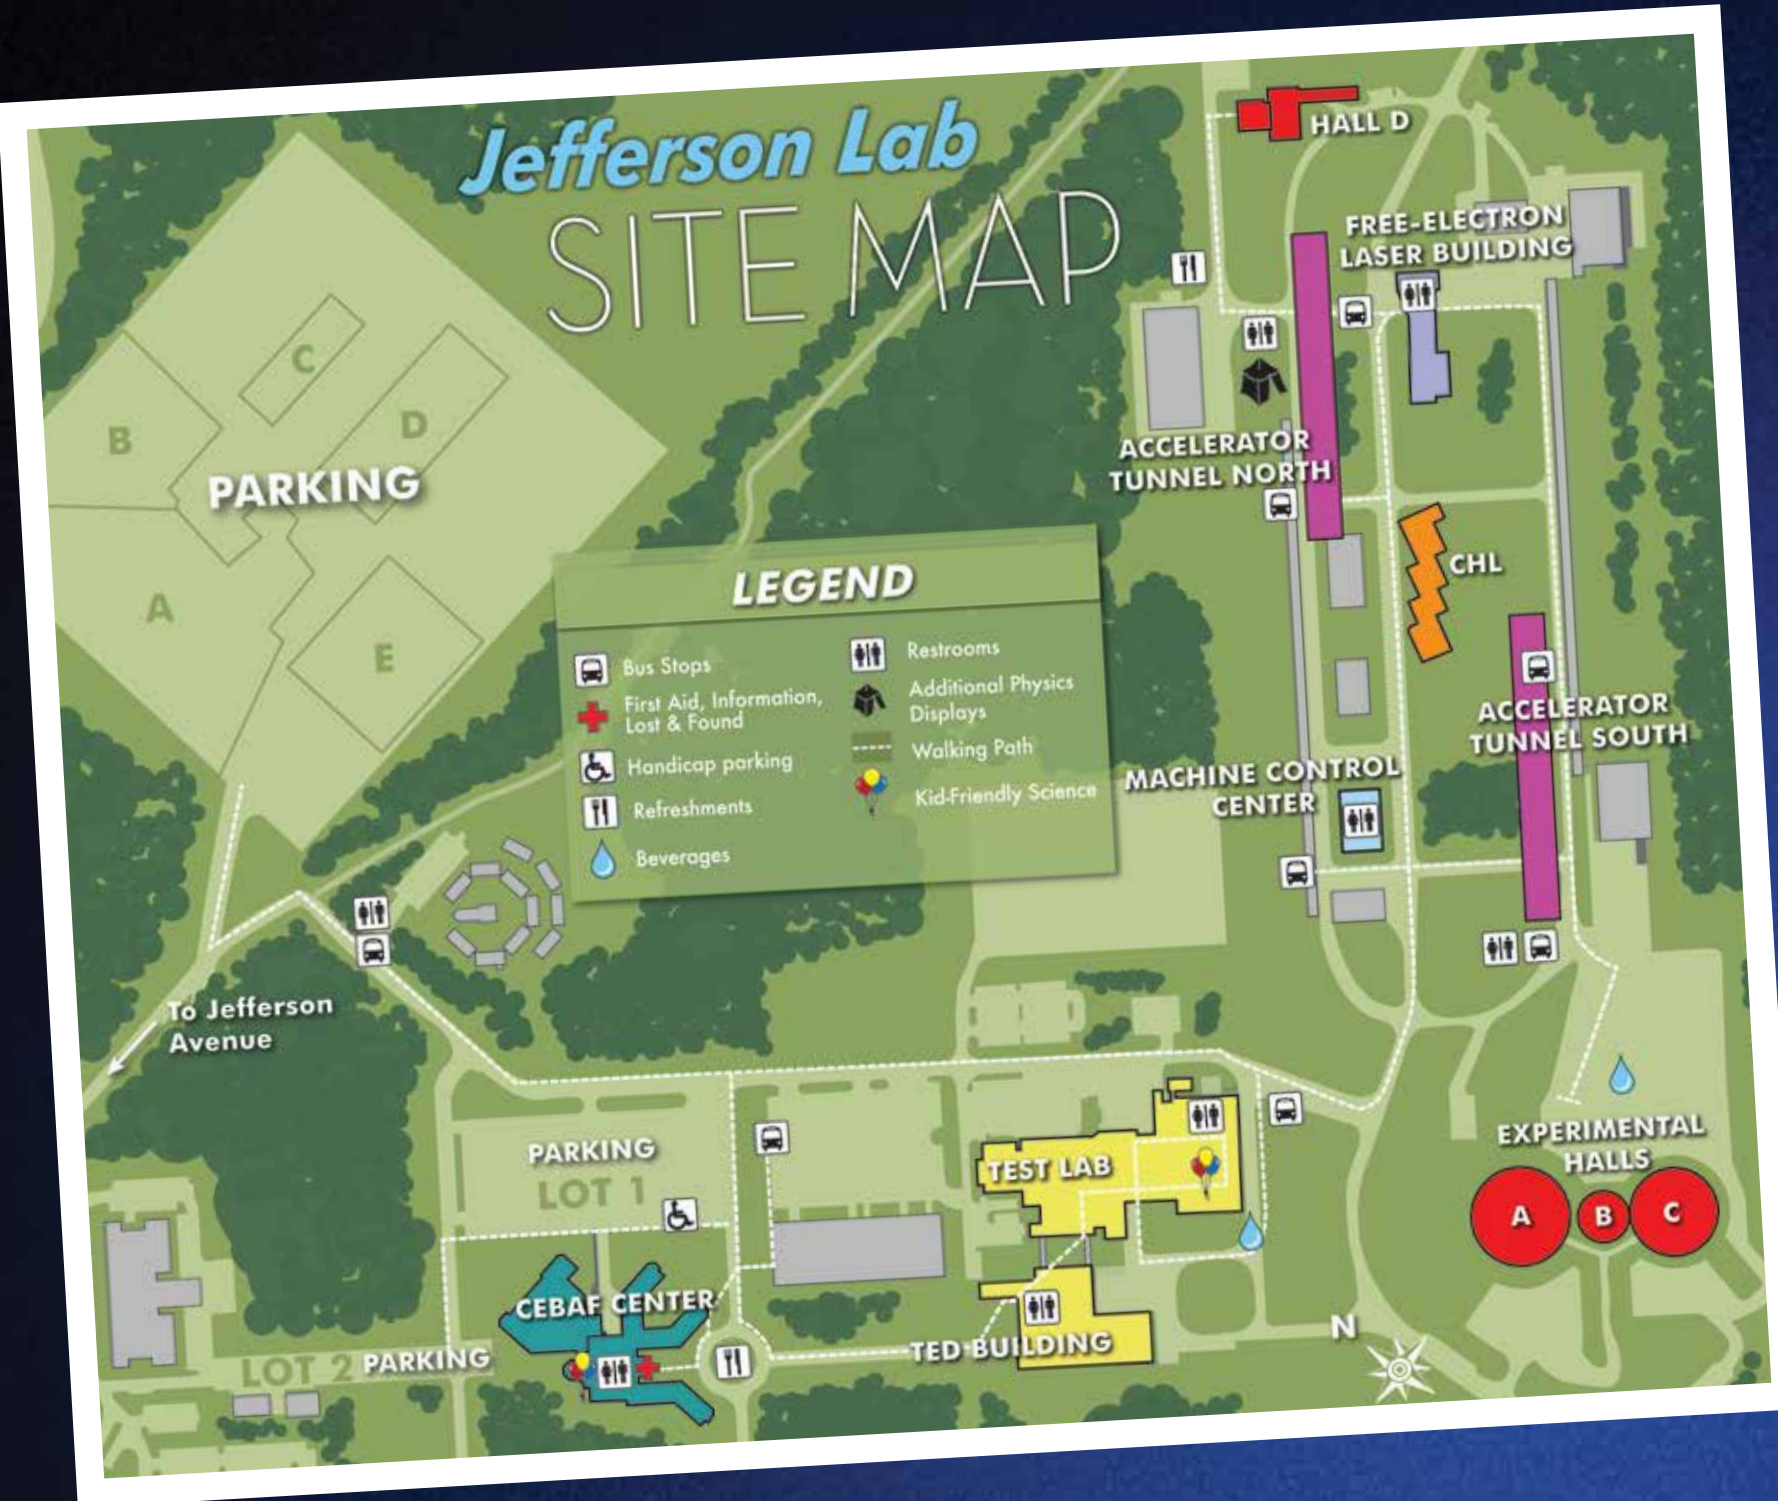 Jefferson Lab
SITE MAP
HALL D
FREE-ELECTRON
LASER BUILDING
C
B
D
PARKING
A
E
ACCELERATOR
TUNNEL NORTH
CHL
LEGEND
Bus Stops
First Aid, Information,
Lost & Found
Handicap parking
Refreshments
Beverages
Restrooms
Additional Physics
Displays
Walking Path
Kid-Friendly Science
ACCELERATOR
TUNNEL SOUTH
MACHINE CONTROL
CENTER
To Jefferson
Avenue
PARKING
LOT 1
TEST LAB
EXPERIMENTAL
HALLS
A
B
C
CEBAF CENTER
LOT 2 PARKING
TED BUILDING
N